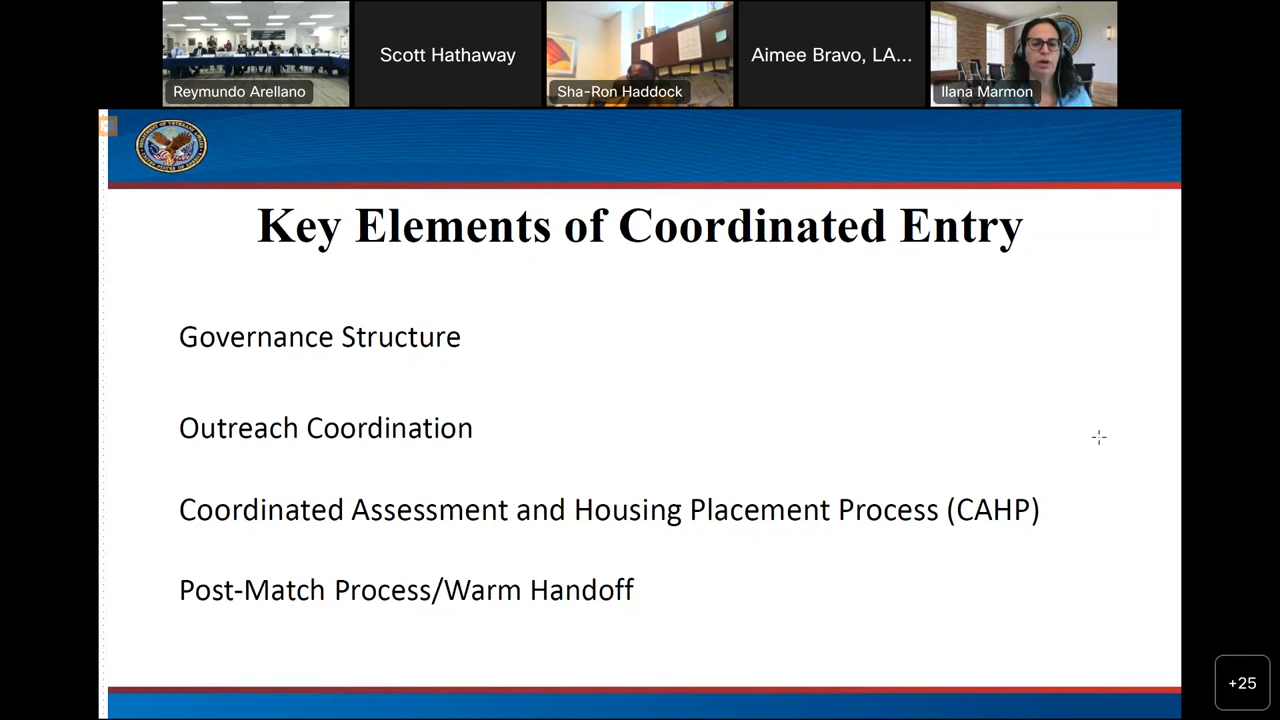 Reymundo Arellano
Scott Hathaway
Sha-Ron Haddock
Aimee Bravo, LA...
Ilana Marmon
Key Elements of Coordinated Entry
Governance Structure
Outreach Coordination
Coordinated Assessment and Housing Placement Process (CAHP)
Post-Match Process/Warm Handoff
+25